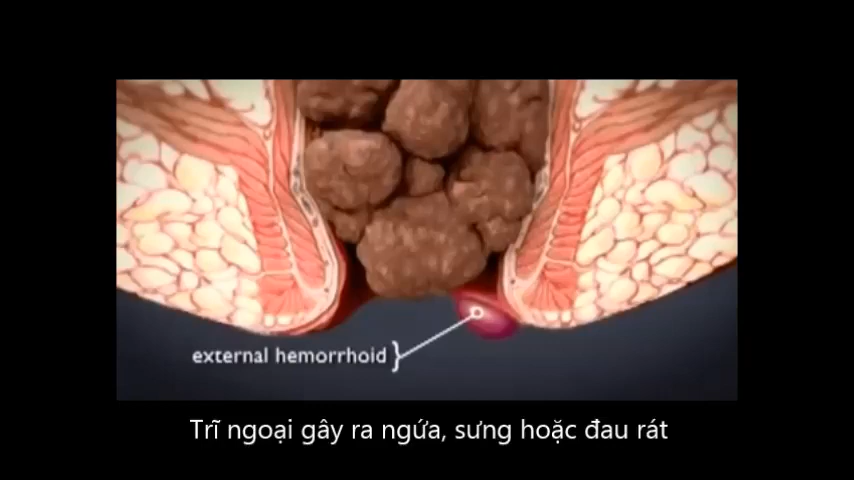 external hemorrhoid
Trĩ ngoại gây ra ngứa, sưng hoặc đau rát